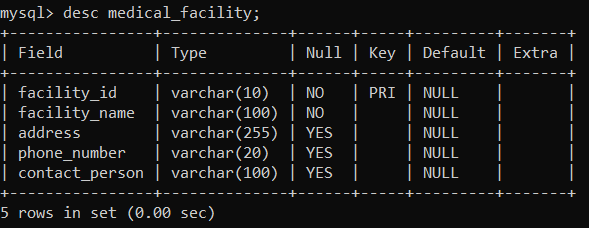 mysql> desc medical_facility;
+----------------+--------------+------+-----+---------+-------+
| Field          | Type         | Null | Key | Default | Extra |
+----------------+--------------+------+-----+---------+-------+
| facility_id    | varchar(10)  | NO   | PRI | NULL    |       |
| facility_name  | varchar(100) | NO   |     | NULL    |       |
| address        | varchar(255) | YES  |     | NULL    |       |
| phone_number   | varchar(20)  | YES  |     | NULL    |       |
| contact_person | varchar(100) | YES  |     | NULL    |       |
+----------------+--------------+------+-----+---------+-------+
5 rows in set (0.00 sec)